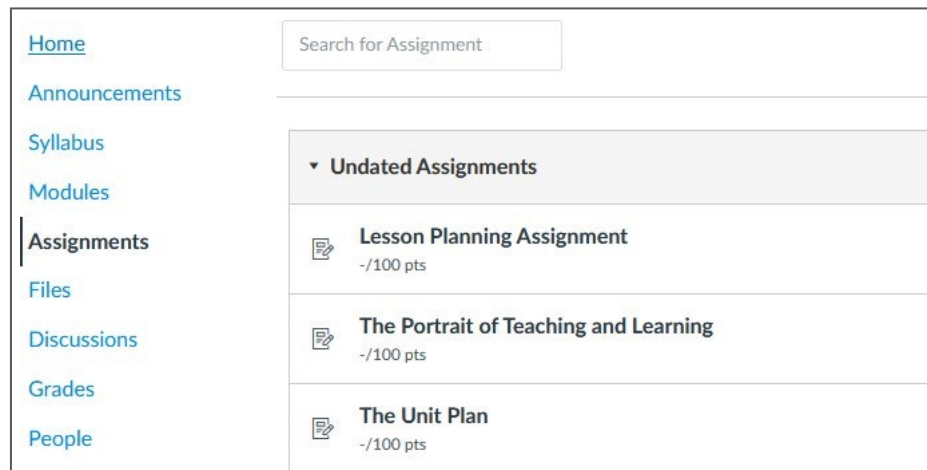 Home
Announcements
Syllabus
Modules
Assignments
Files
Discussions
Grades
People
Search for Assignment
Undated Assignments
Lesson Planning Assignment
-/100 pts
The Portrait of Teaching and Learning
-/100 pts
The Unit Plan
-/100 pts